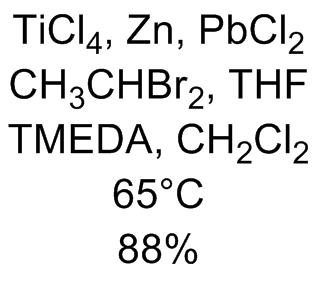 TiCl₄, Zn, PbCl₂
CH₃CHBr₂, THF
TMEDA, CH₂Cl₂
65°C
88%